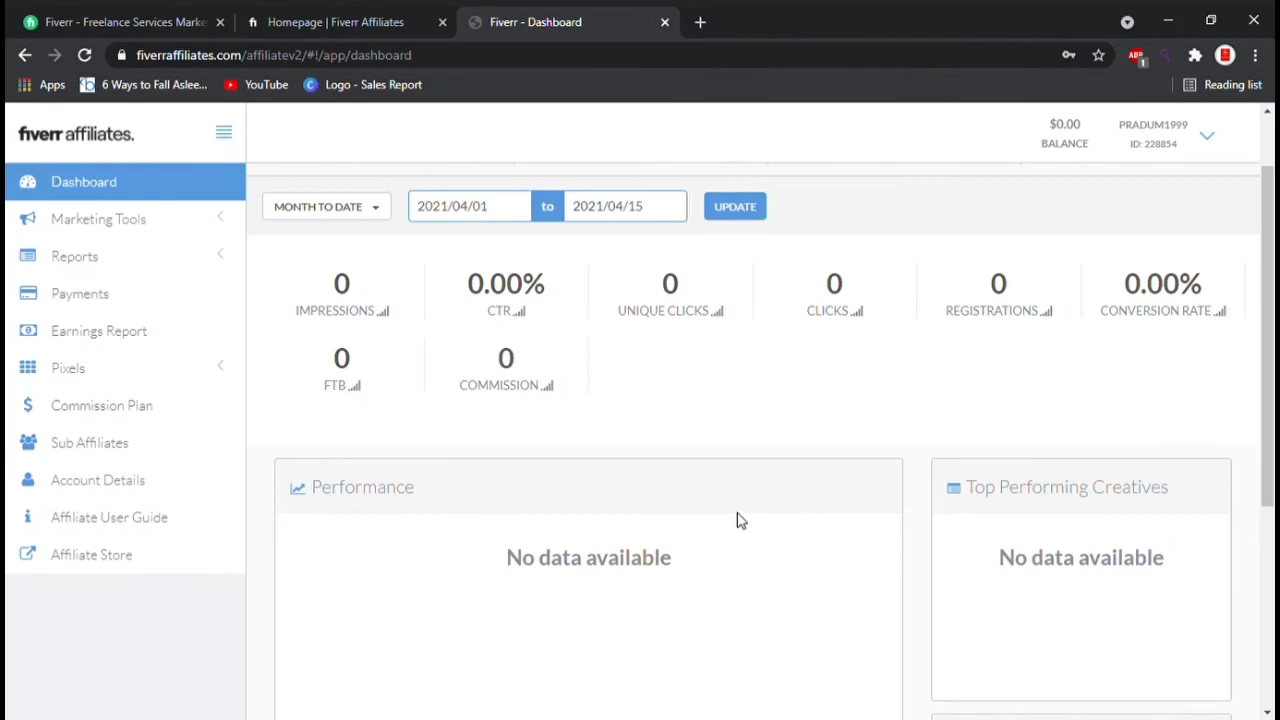 Fiverr - Freelance Services Marke
Homepage | Fiverr Affiliates
Fiverr - Dashboard
fiverraffiliates.com/affiliatev2/#!/app/dashboard
ABP
1
Apps
6 Ways to Fall Aslee...
YouTube
Logo - Sales Report
Reading list
fiverr affiliates.
$0.00
BALANCE
PRADUM1999
ID: 228854
Dashboard
Marketing Tools
Reports
Payments
Earnings Report
Pixels
Commission Plan
Sub Affiliates
Account Details
Affiliate User Guide
Affiliate Store
MONTH TO DATE
2021/04/01 to 2021/04/15
UPDATE
0
IMPRESSIONS
0.00%
CTR
0
UNIQUE CLICKS
0
CLICKS
0
REGISTRATIONS
0.00%
CONVERSION RATE
0
FTB
0
COMMISSION
Performance
No data available
Top Performing Creatives
No data available